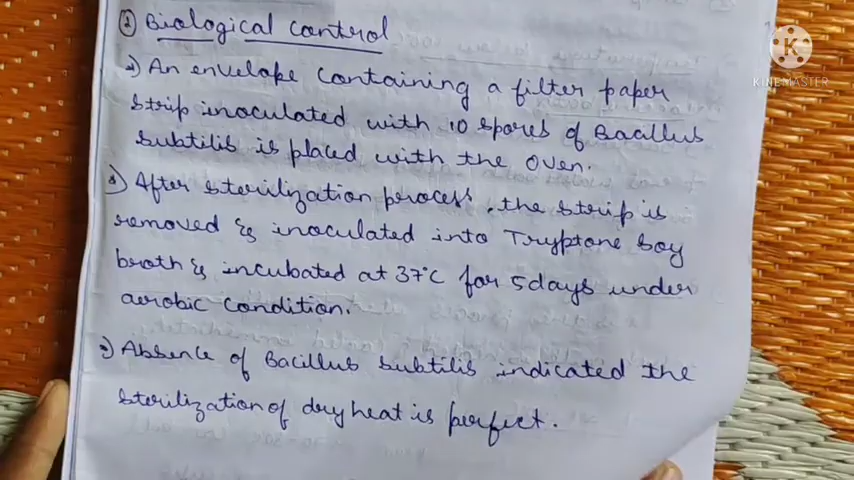 ② Biological control
→) An envelope containing a filter paper
strip inoculated with 10 spores of Bacillus
subtilis is placed with the oven.
→) After sterilization process, the strip is
removed & inoculated into Tryptone soy
broth & incubated at 37°C for 5days under
aerobic condition.
→) Absence of Bacillus subtilis indicated the
sterilization of dry heat is perfect.
K
KINEMASTER